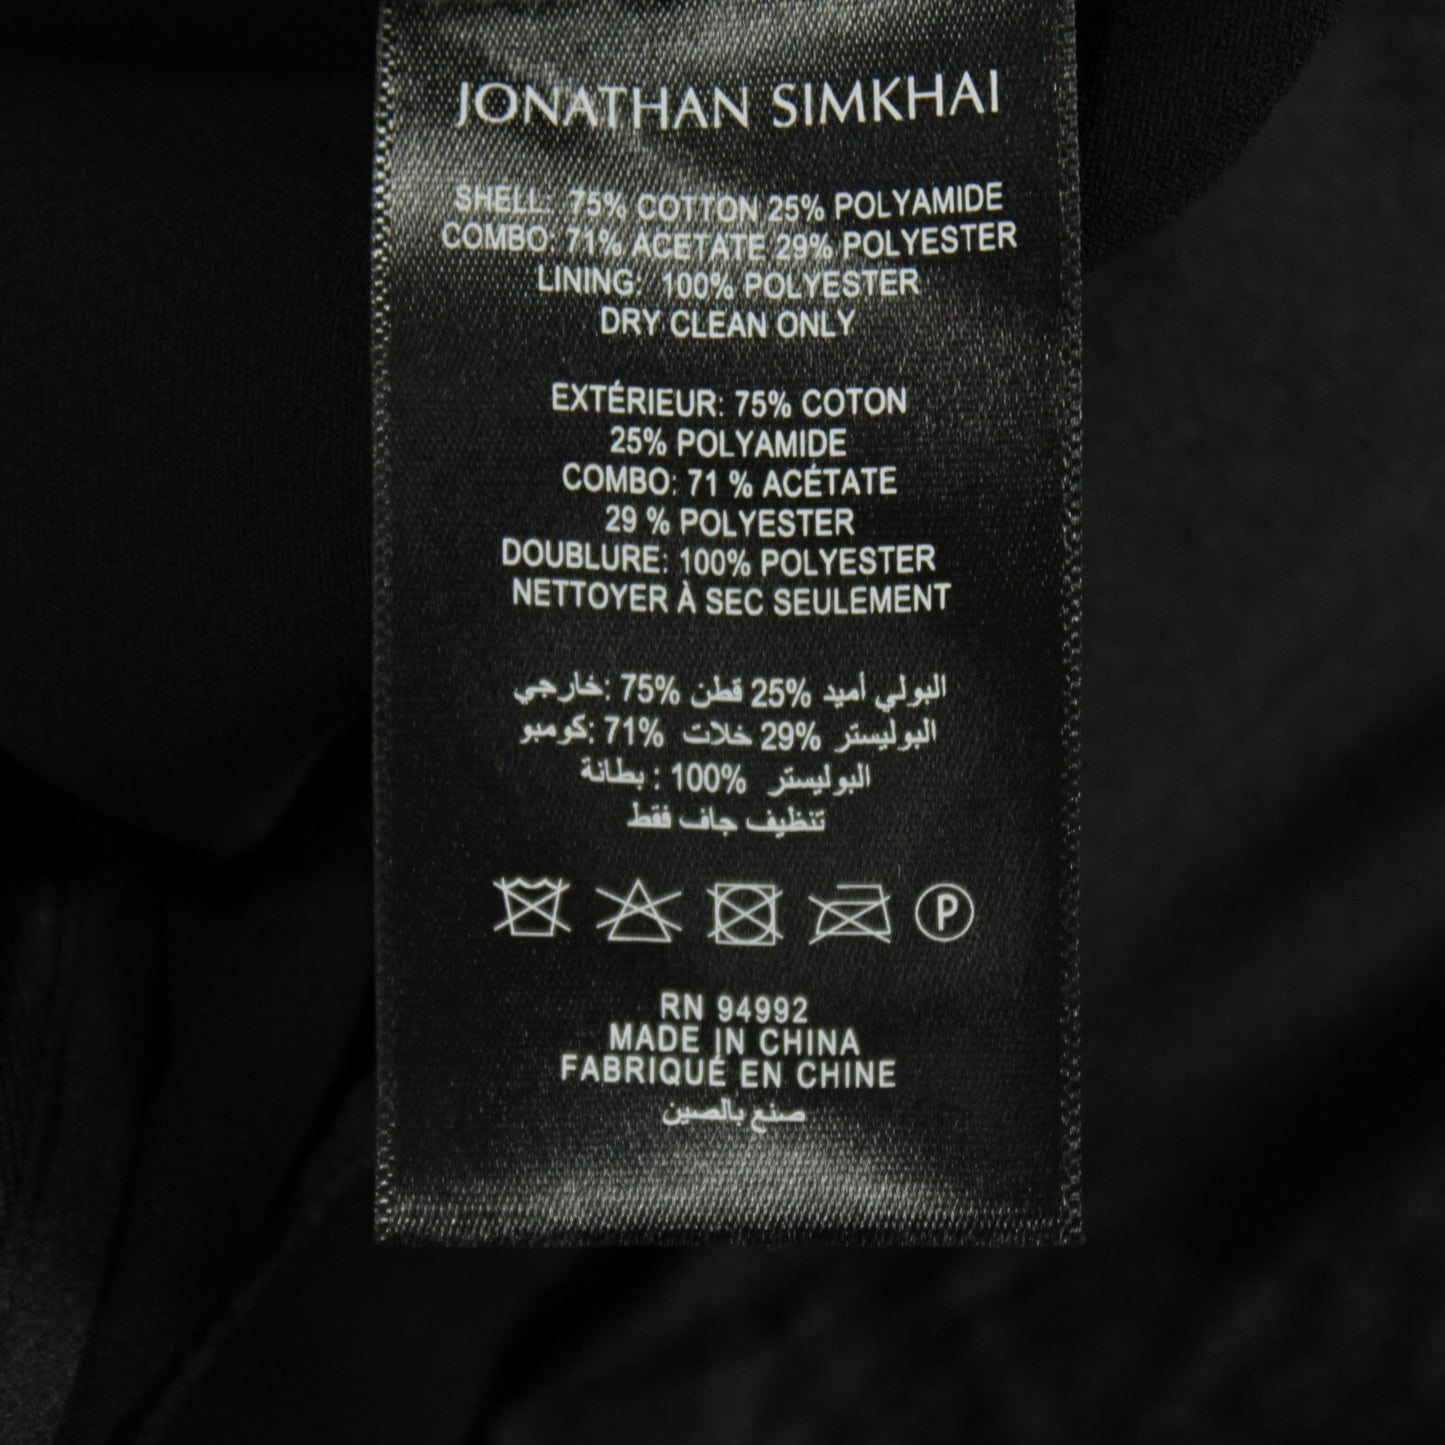 JONATHAN SIMKHAI
SHELL: 75% COTTON 25% POLYAMIDE
COMBO: 71% ACETATE 29% POLYESTER
LINING: 100% POLYESTER
DRY CLEAN ONLY
EXTÉRIEUR: 75% COTON
25% POLYAMIDE
COMBO: 71 % ACÉTATE
29 % POLYESTER
DOUBLURE: 100% POLYESTER
NETTOYER À SEC SEULEMENT
خارجي: 75% قطن 25% البولي أميد
كومبو: 71% خلات 29% البوليستر
بطانة : 100% البوليستر
تنظيف جاف فقط
P
RN 94992
MADE IN CHINA
FABRIQUÉ EN CHINE
صنع بالصين